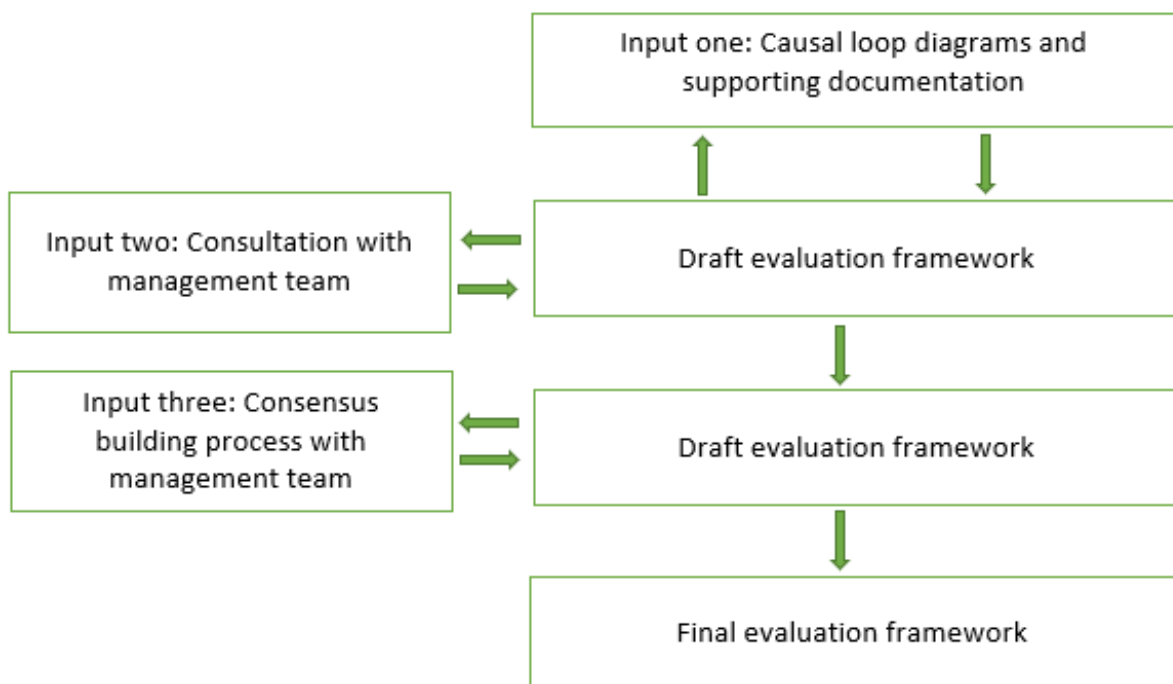 Input one: Causal loop diagrams and
supporting documentation
Input two: Consultation with
management team
Draft evaluation framework
Input three: Consensus
building process with
management team
Draft evaluation framework
Final evaluation framework